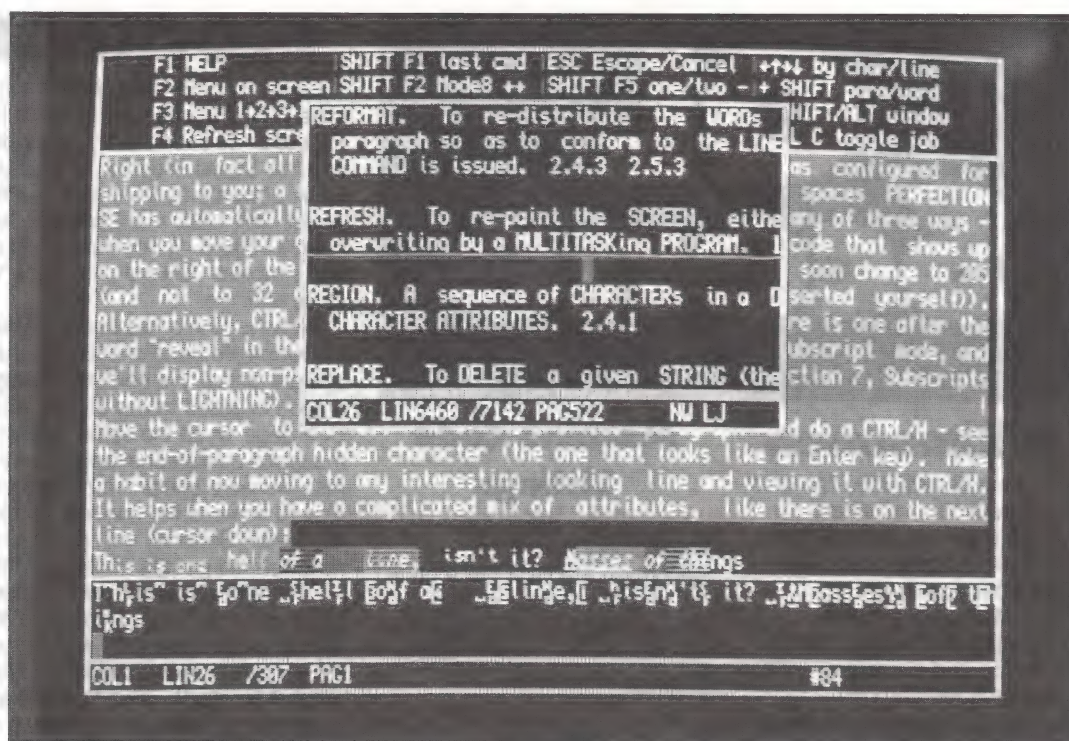 F1 HELP SHIFT F1 last cmd ESC Escape/Cancel ←↑→↓ by char/line
F2 Menu on screen SHIFT F2 Mode8 ++ SHIFT F5 one/two - + SHIFT para/word
F3 Menu 1+2+3+ HIFT/ALT window
F4 Refresh scre L C toggle job
REFORMAT. To re-distribute the WORDs
paragraph so as to conform to the LINE
COMMAND is issued. 2.4.3 2.5.3
REFRESH. To re-paint the SCREEN, eithe
overwriting by a MULTITASKing PROGRAM. 1
REGION. A sequence of CHARACTERs in a D
CHARACTER ATTRIBUTES. 2.4.1
REPLACE. To DELETE a given STRING (the
COL26 LIN6460 /7142 PAG522 NW LJ
Right (in fact all as configured for
shipping to you; a spaces PERFECTION
SE has automaticall any of three ways -
when you move your code that shows up
on the right of the soon change to 205
(and not to 32 serted yourself)).
Alternatively, CTRL/ re is one after the
word "reveal" in the ubscript mode, and
we'll display non-p ction 7, Subscripts
without LIGHTNING).
Move the cursor to d do a CTRL/H - see
the end-of-paragraph hidden character (the one that looks like an Enter key). Make
a habit of now moving to any interesting looking line and viewing it with CTRL/H.
It helps when you have a complicated mix of attributes, like there is on the next
line (cursor down):
This is one half of a line, isn't it? Masses of things
ings
COL1 LIN26 /307 PAG1 #84